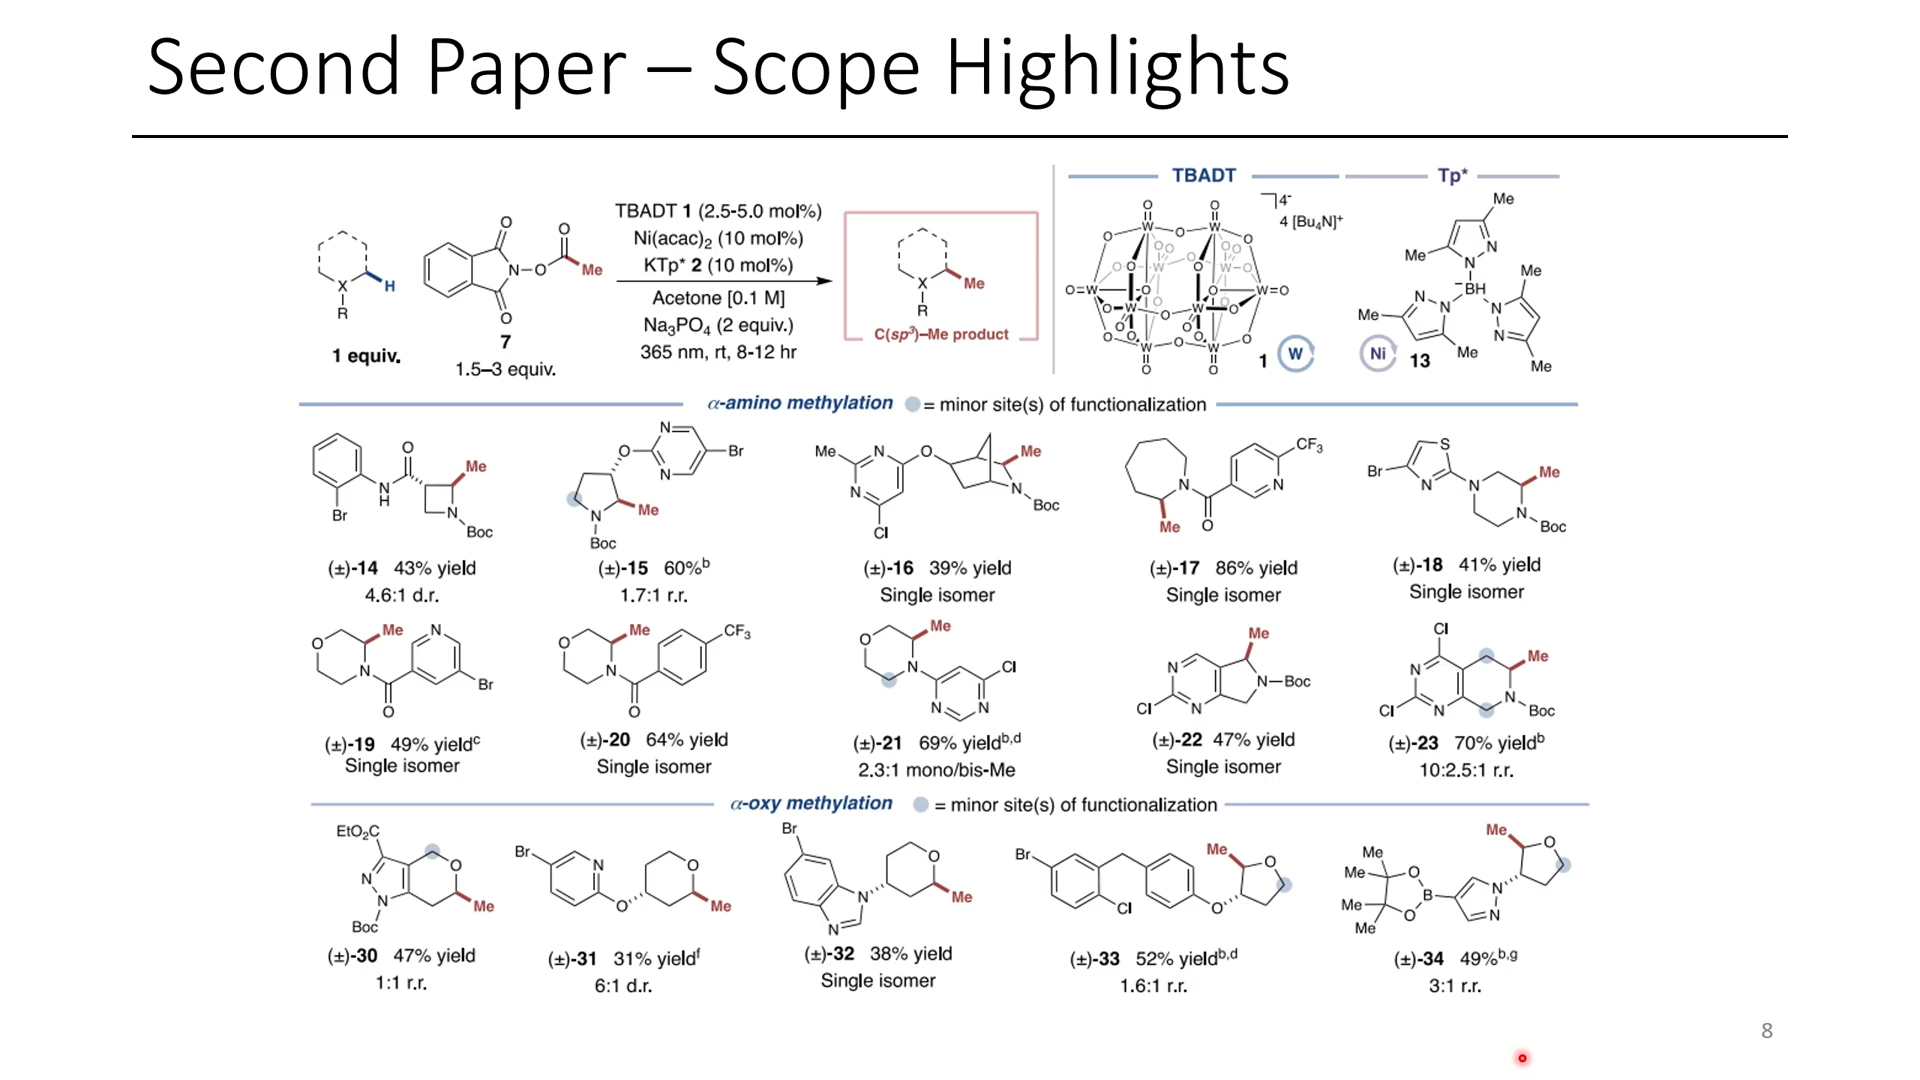 Second Paper – Scope Highlights
TBADT
Tp*
H
X
R
1 equiv.
O
N
O
O
O
Me
7
1.5–3 equiv.
TBADT 1 (2.5-5.0 mol%)
Ni(acac)₂ (10 mol%)
KTp* 2 (10 mol%)
Acetone [0.1 M]
Na₃PO₄ (2 equiv.)
365 nm, rt, 8-12 hr
X
Me
R
C(sp³)–Me product
4-
4 [Bu₄N]⁺
1 W
Ni 13
Me
Me
N
N
BH
Me
N
N
Me
Me
N
N
Me
α-amino methylation = minor site(s) of functionalization
Br
N
H
O
Me
N
Boc
(±)-14 43% yield
4.6:1 d.r.
O
N
N
Br
Me
N
Boc
(±)-15 60%ᵇ
1.7:1 r.r.
Me
N
N
Cl
O
Me
N
Boc
(±)-16 39% yield
Single isomer
N
Me
O
N
CF₃
(±)-17 86% yield
Single isomer
Br
S
N
N
Me
N
Boc
(±)-18 41% yield
Single isomer
O
Me
N
O
N
Br
(±)-19 49% yieldᶜ
Single isomer
O
Me
N
O
CF₃
(±)-20 64% yield
Single isomer
O
Me
N
N
N
Cl
(±)-21 69% yieldᵇ,ᵈ
2.3:1 mono/bis-Me
Me
N
Cl
N
N–Boc
(±)-22 47% yield
Single isomer
Cl
N
Cl
N
Me
N
Boc
(±)-23 70% yieldᵇ
10:2.5:1 r.r.
α-oxy methylation = minor site(s) of functionalization
EtO₂C
N
N
Boc
O
Me
(±)-30 47% yield
1:1 r.r.
Br
N
O
O
Me
(±)-31 31% yieldᶠ
6:1 d.r.
Br
N
N
O
Me
(±)-32 38% yield
Single isomer
Br
Cl
O
Me
O
(±)-33 52% yieldᵇ,ᵈ
1.6:1 r.r.
Me
Me
Me
Me
O
O
B
N
N
Me
O
(±)-34 49%ᵇ,ᵍ
3:1 r.r.
8